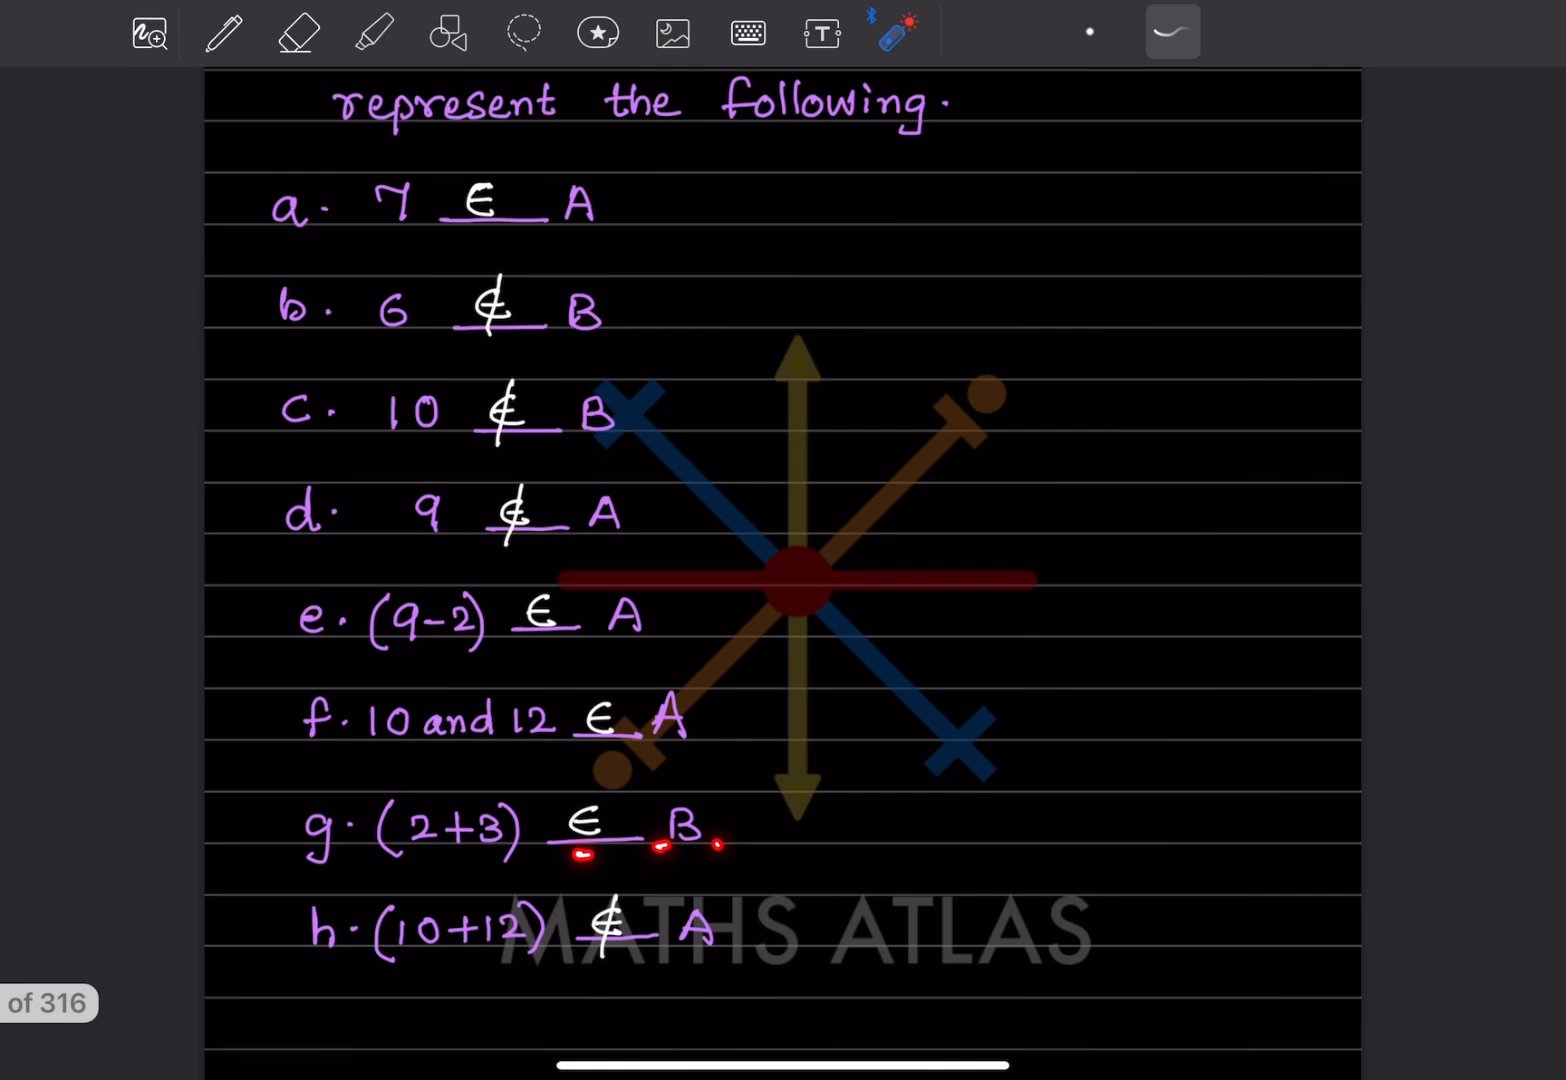 represent the following.
a. 7 ∈ A
b. 6 ∉ B
c. 10 ∉ B
d. 9 ∉ A
e. (9-2) ∈ A
f. 10 and 12 ∈ A
g. (2+3) ∈ B.
h. (10+12) ∉ A
MATHS ATLAS
of 316